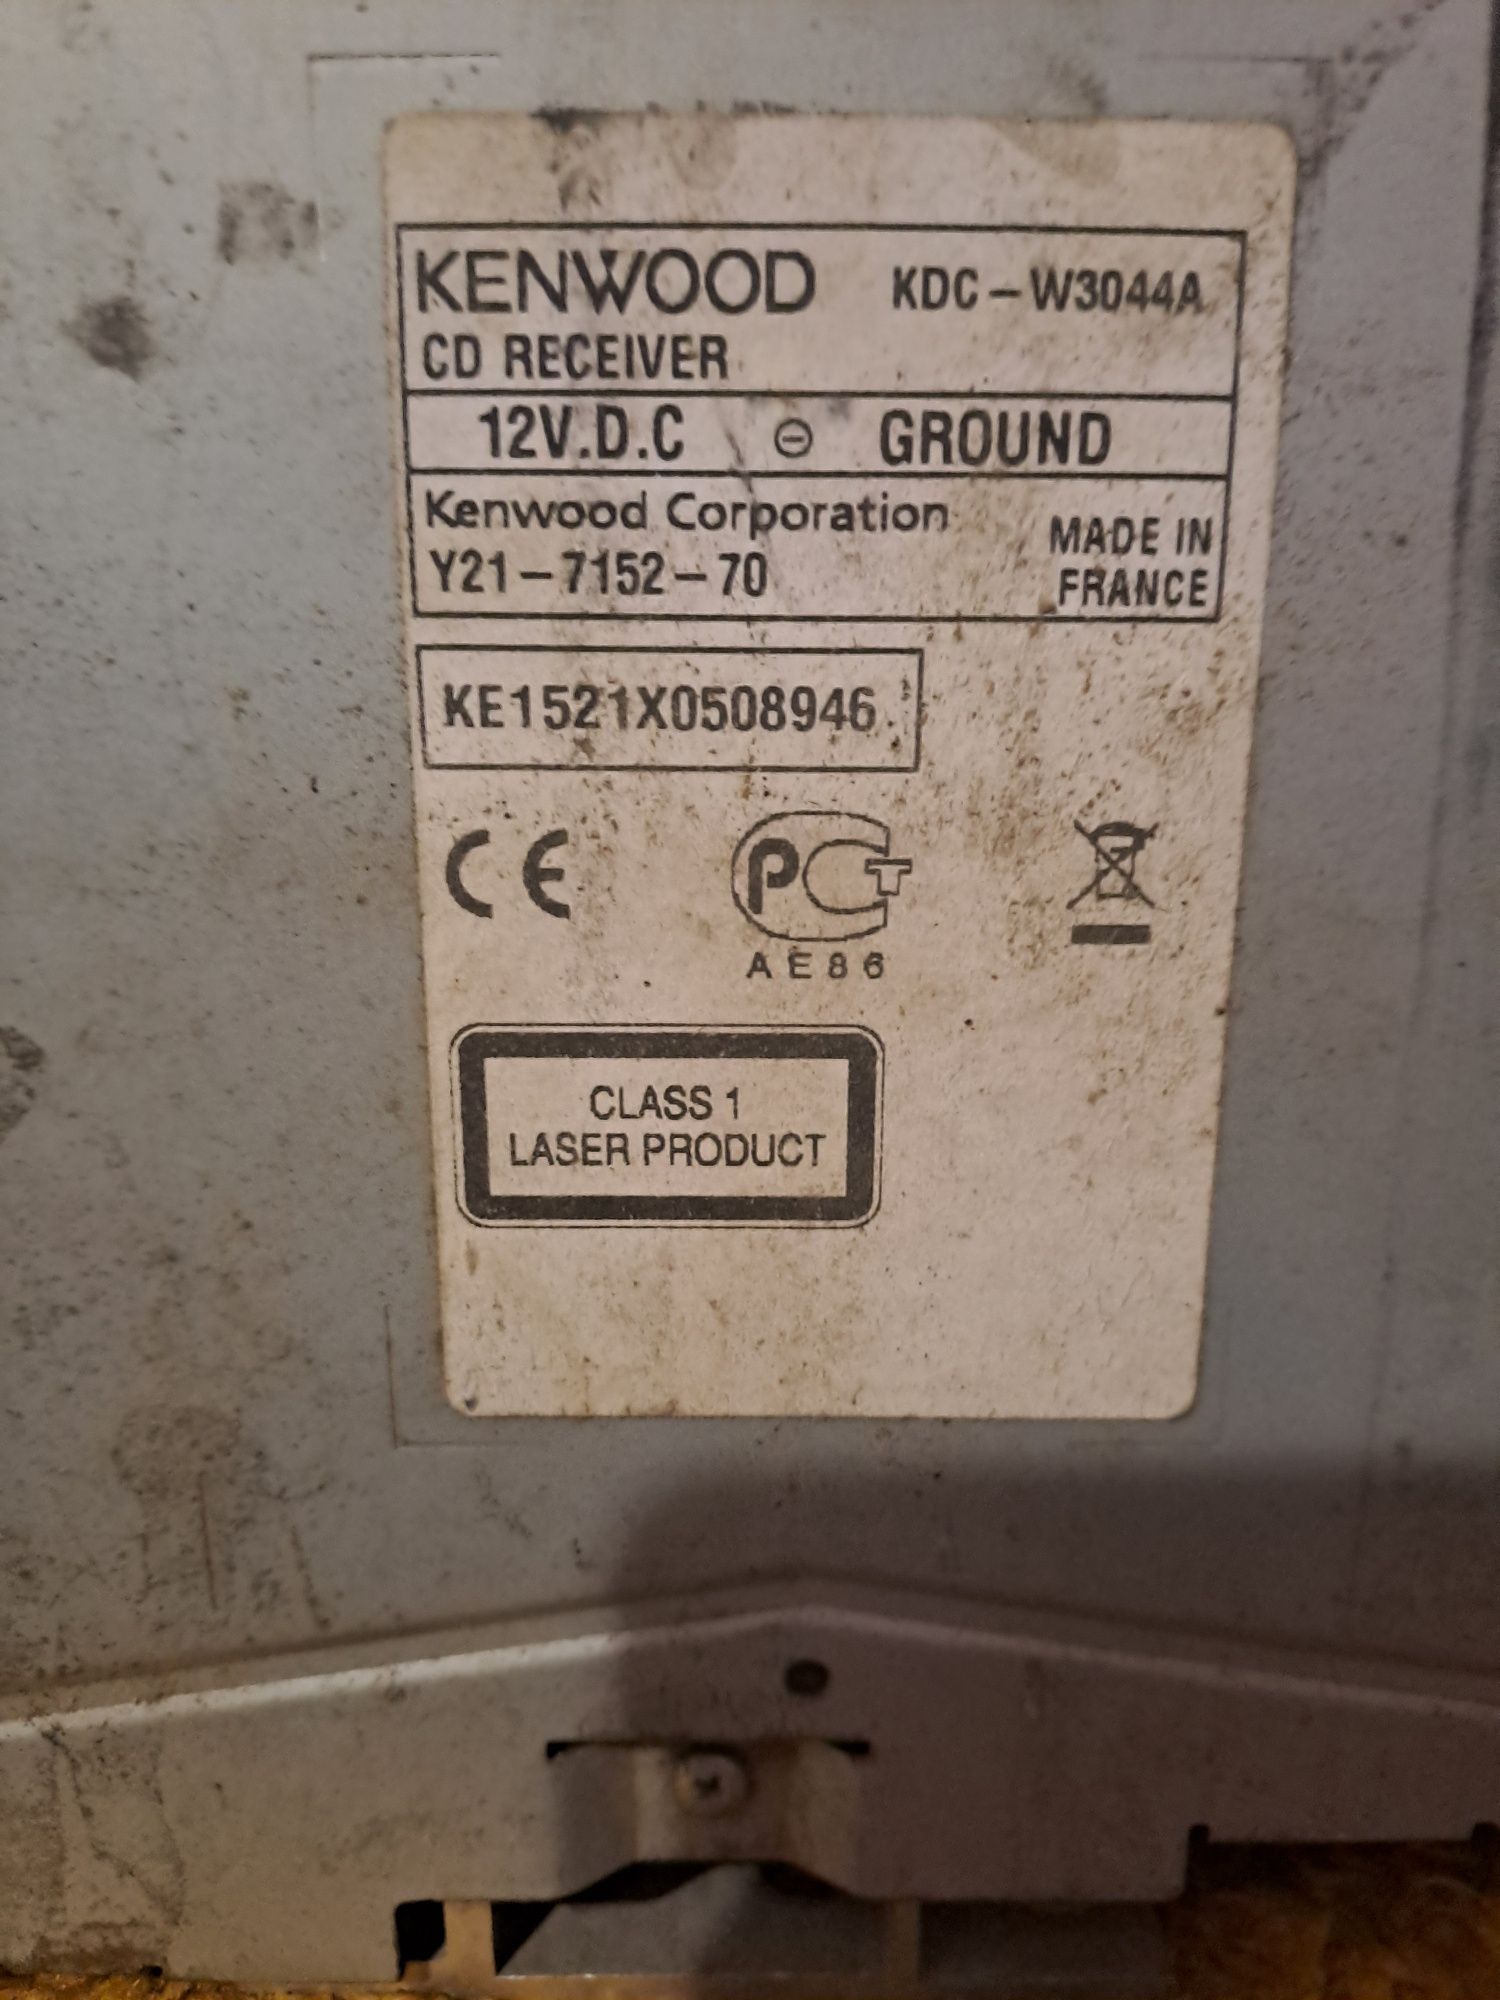 KENWOOD KDC-W3044A
CD RECEIVER
12V.D.C ⊖ GROUND
Kenwood Corporation
Y21-7152-70
MADE IN
FRANCE
KE1521X0508946
CE
РСТ
AE86
CLASS 1
LASER PRODUCT